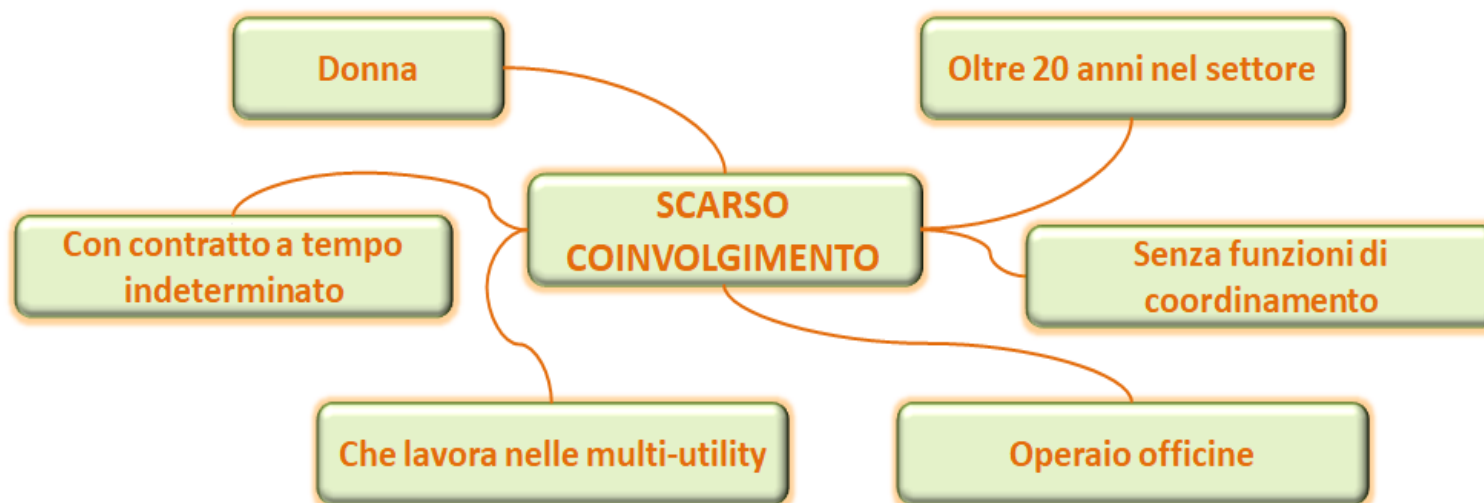 Donna
Oltre 20 anni nel settore
SCARSO
COINVOLGIMENTO
Con contratto a tempo
indeterminato
Senza funzioni di
coordinamento
Che lavora nelle multi-utility
Operaio officine